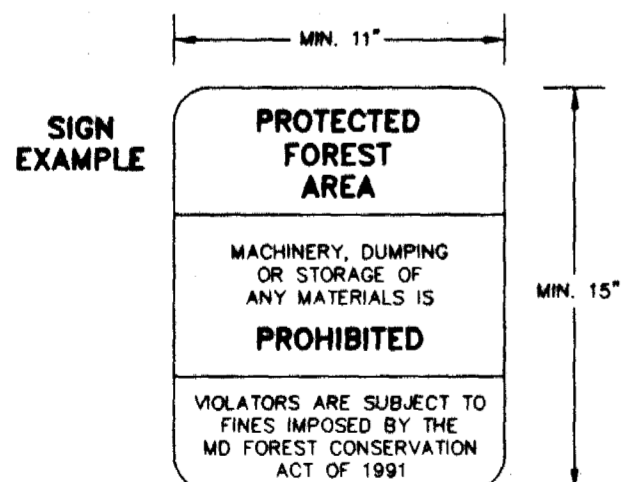 MIN. 11"
SIGN
EXAMPLE
PROTECTED
FOREST
AREA
MACHINERY, DUMPING
OR STORAGE OF
ANY MATERIALS IS
PROHIBITED
MIN. 15"
VIOLATORS ARE SUBJECT TO
FINES IMPOSED BY THE
MD FOREST CONSERVATION
ACT OF 1991